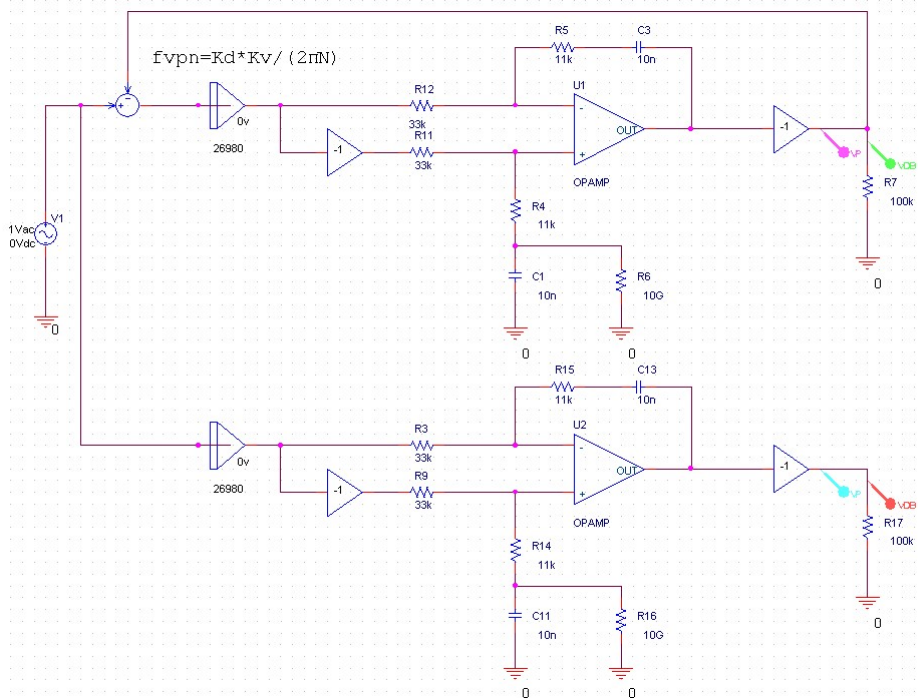 R5
C3
11k
10n
fvpn=Kd*Kv/(2πN)
U1
R12
-
+
-
0v
33k
OUT
-1
26980
R11
-1
33k
+
OPAMP
VP
VDB
R7
100k
R4
11k
V1
1Vac
0Vdc
C1
10n
R6
10G
0
0
0
0
R15
C13
11k
10n
U2
R3
-
0v
33k
OUT
-1
26980
R9
-1
33k
+
OPAMP
VP
VDB
R17
100k
R14
11k
C11
10n
R16
10G
0
0
0